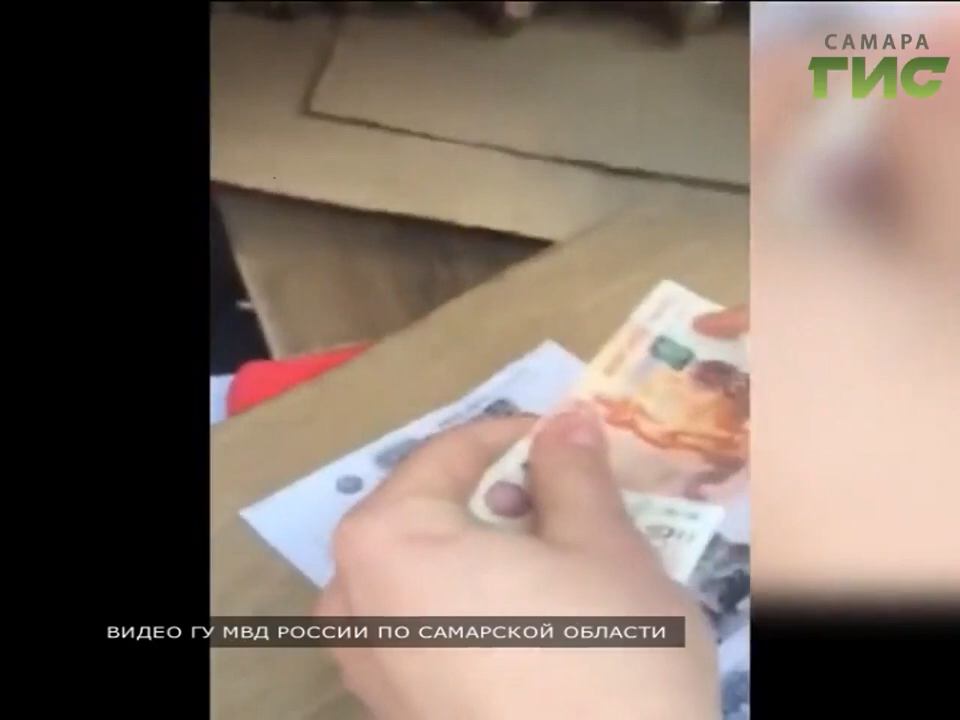 САМАРА
ГИС
ВИДЕО ГУ МВД РОССИИ ПО САМАРСКОЙ ОБЛАСТИ